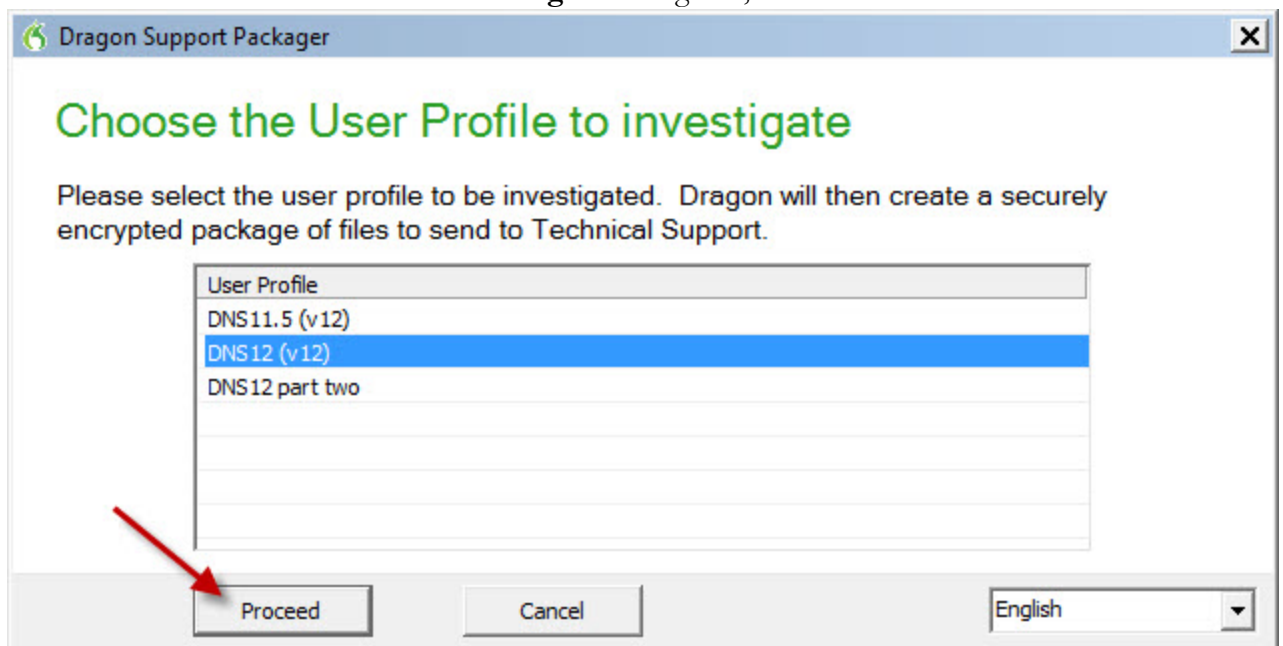 Dragon Support Packager
Choose the User Profile to investigate
Please select the user profile to be investigated.  Dragon will then create a securely
encrypted package of files to send to Technical Support.
User Profile
DNS11.5 (v12)
DNS12 (v12)
DNS12 part two
Proceed
Cancel
English